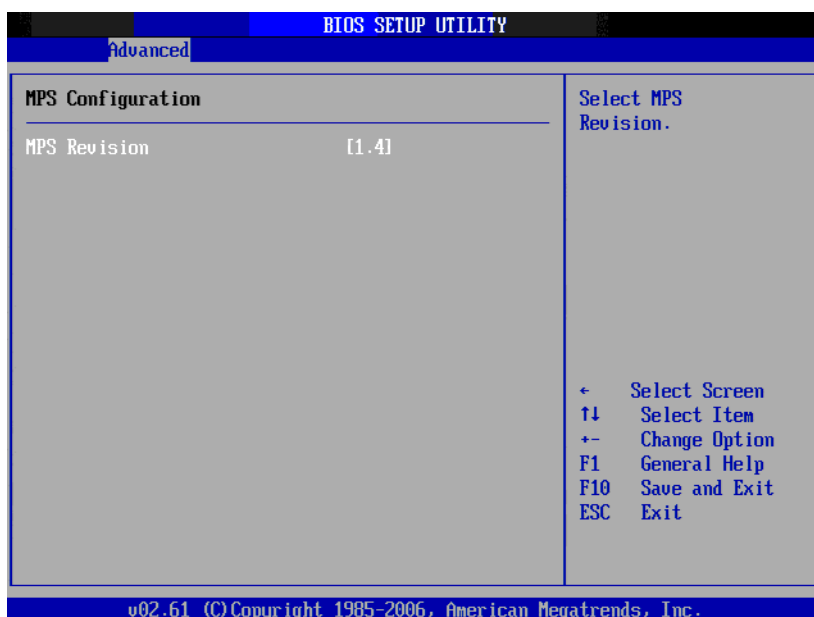 BIOS SETUP UTILITY
Advanced
MPS Configuration
MPS Revision [1.4]
Select MPS
Revision.
← Select Screen
↑↓ Select Item
+- Change Option
F1 General Help
F10 Save and Exit
ESC Exit
v02.61 (C)Copyright 1985-2006, American Megatrends, Inc.